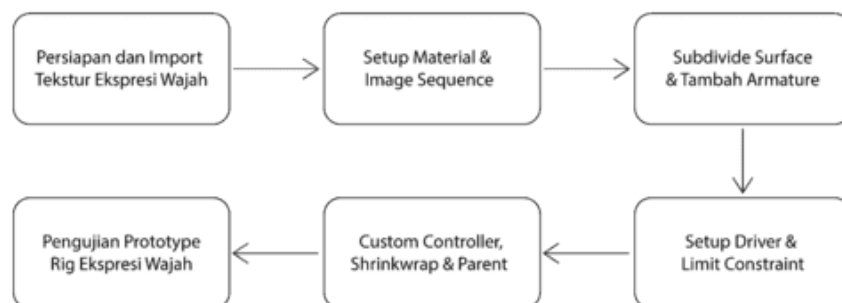 Persiapan dan Import
Tekstur Ekspresi Wajah
Setup Material &
Image Sequence
Subdivide Surface
& Tambah Armature
Setup Driver &
Limit Constraint
Custom Controller,
Shrinkwrap & Parent
Pengujian Prototype
Rig Ekspresi Wajah